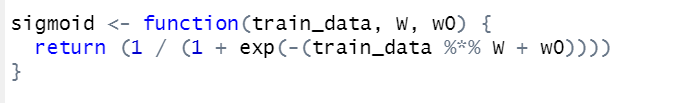 sigmoid <- function(train_data, W, w0) {
  return (1 / (1 + exp(-(train_data %*% W + w0))))
}